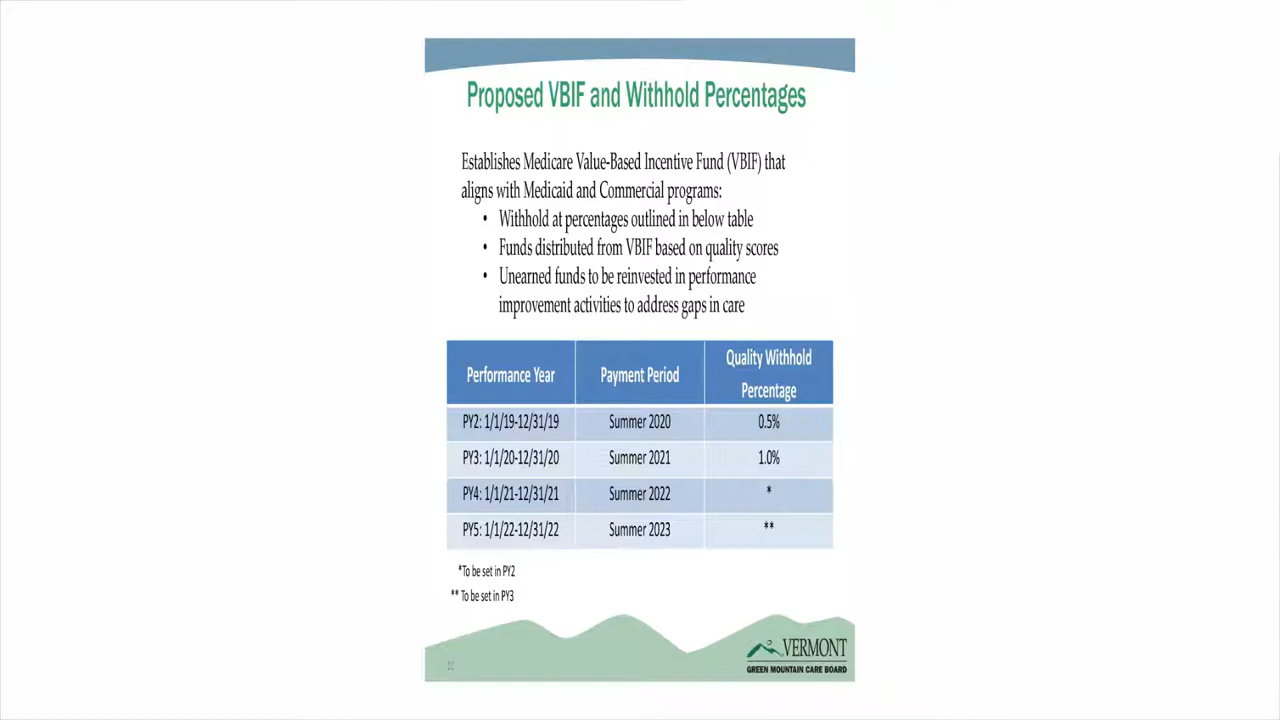 Proposed VBIF and Withhold Percentages
Establishes Medicare Value-Based Incentive Fund (VBIF) that
aligns with Medicaid and Commercial programs:
• Withhold at percentages outlined in below table
• Funds distributed from VBIF based on quality scores
• Unearned funds to be reinvested in performance
improvement activities to address gaps in care
Performance Year Payment Period Quality Withhold
Percentage
PY2: 1/1/19-12/31/19 Summer 2020 0.5%
PY3: 1/1/20-12/31/20 Summer 2021 1.0%
PY4: 1/1/21-12/31/21 Summer 2022 *
PY5: 1/1/22-12/31/22 Summer 2023 **
*To be set in PY2
** To be set in PY3
VERMONT
GREEN MOUNTAIN CARE BOARD